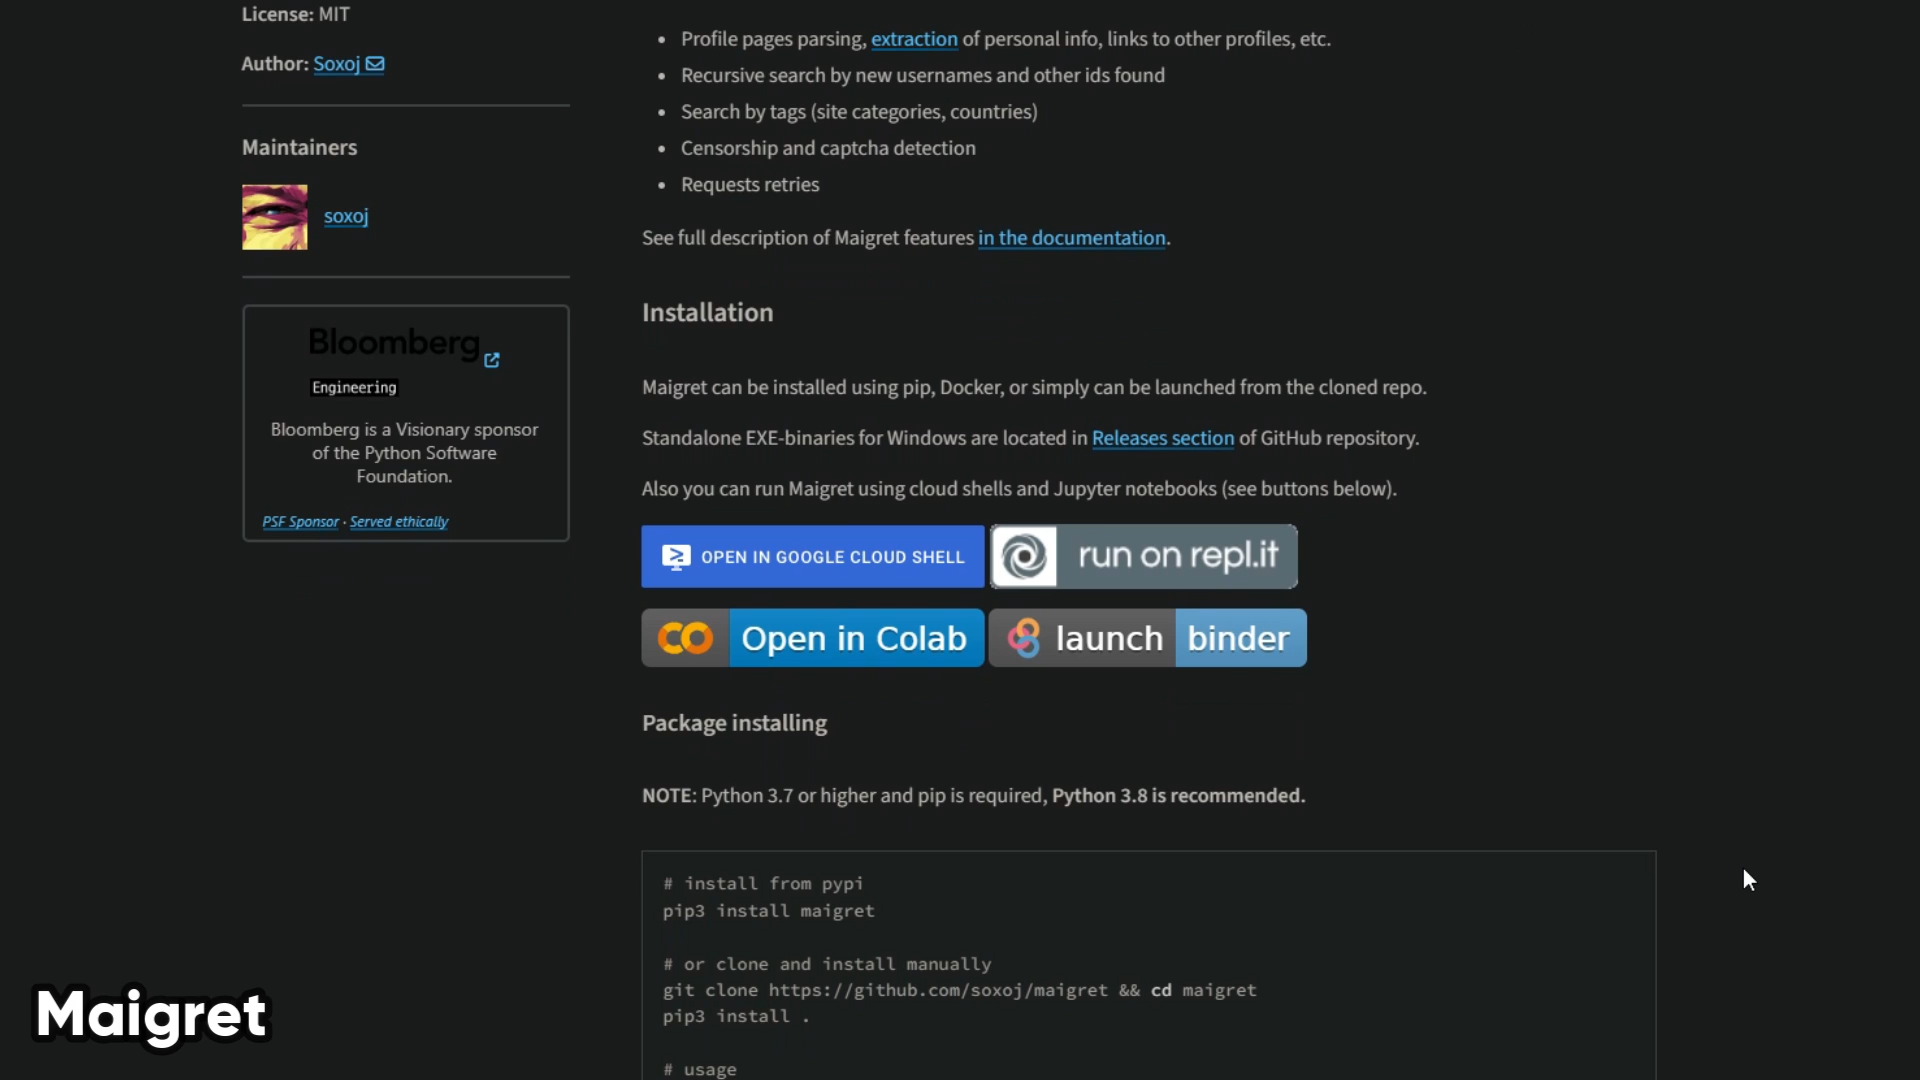 License: MIT
Author: Soxoj
Maintainers
soxoj
Bloomberg
Engineering
Bloomberg is a Visionary sponsor
of the Python Software
Foundation.
PSF Sponsor · Served ethically
Profile pages parsing, extraction of personal info, links to other profiles, etc.
Recursive search by new usernames and other ids found
Search by tags (site categories, countries)
Censorship and captcha detection
Requests retries
See full description of Maigret features in the documentation.
Installation
Maigret can be installed using pip, Docker, or simply can be launched from the cloned repo.
Standalone EXE-binaries for Windows are located in Releases section of GitHub repository.
Also you can run Maigret using cloud shells and Jupyter notebooks (see buttons below).
OPEN IN GOOGLE CLOUD SHELL
run on repl.it
Open in Colab
launch binder
Package installing
NOTE: Python 3.7 or higher and pip is required, Python 3.8 is recommended.
# install from pypi
pip3 install maigret
# or clone and install manually
git clone https://github.com/soxoj/maigret && cd maigret
pip3 install .
# usage
Maigret